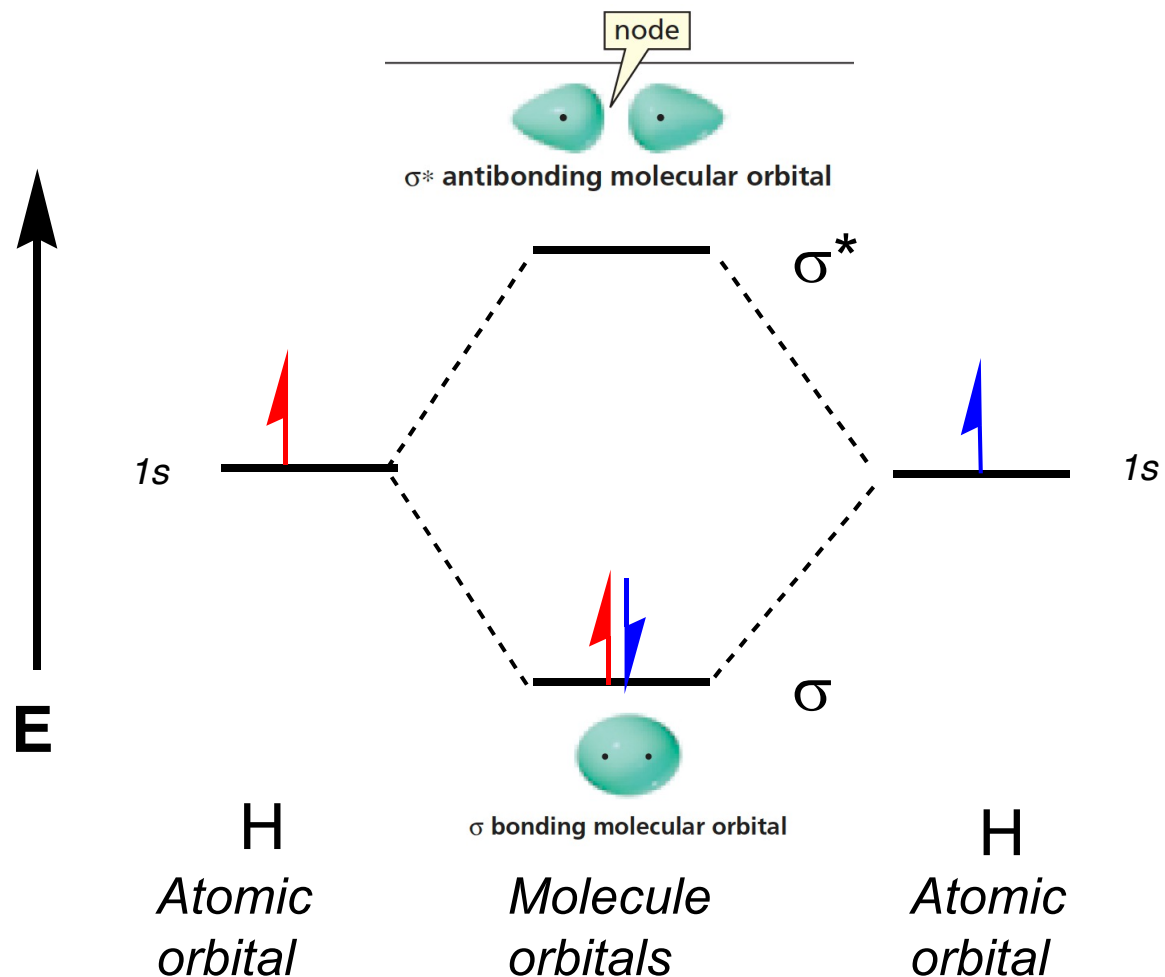 node
σ* antibonding molecular orbital
σ*
1s
1s
σ
E
σ bonding molecular orbital
H
H
Atomic
orbital
Molecule
orbitals
Atomic
orbital